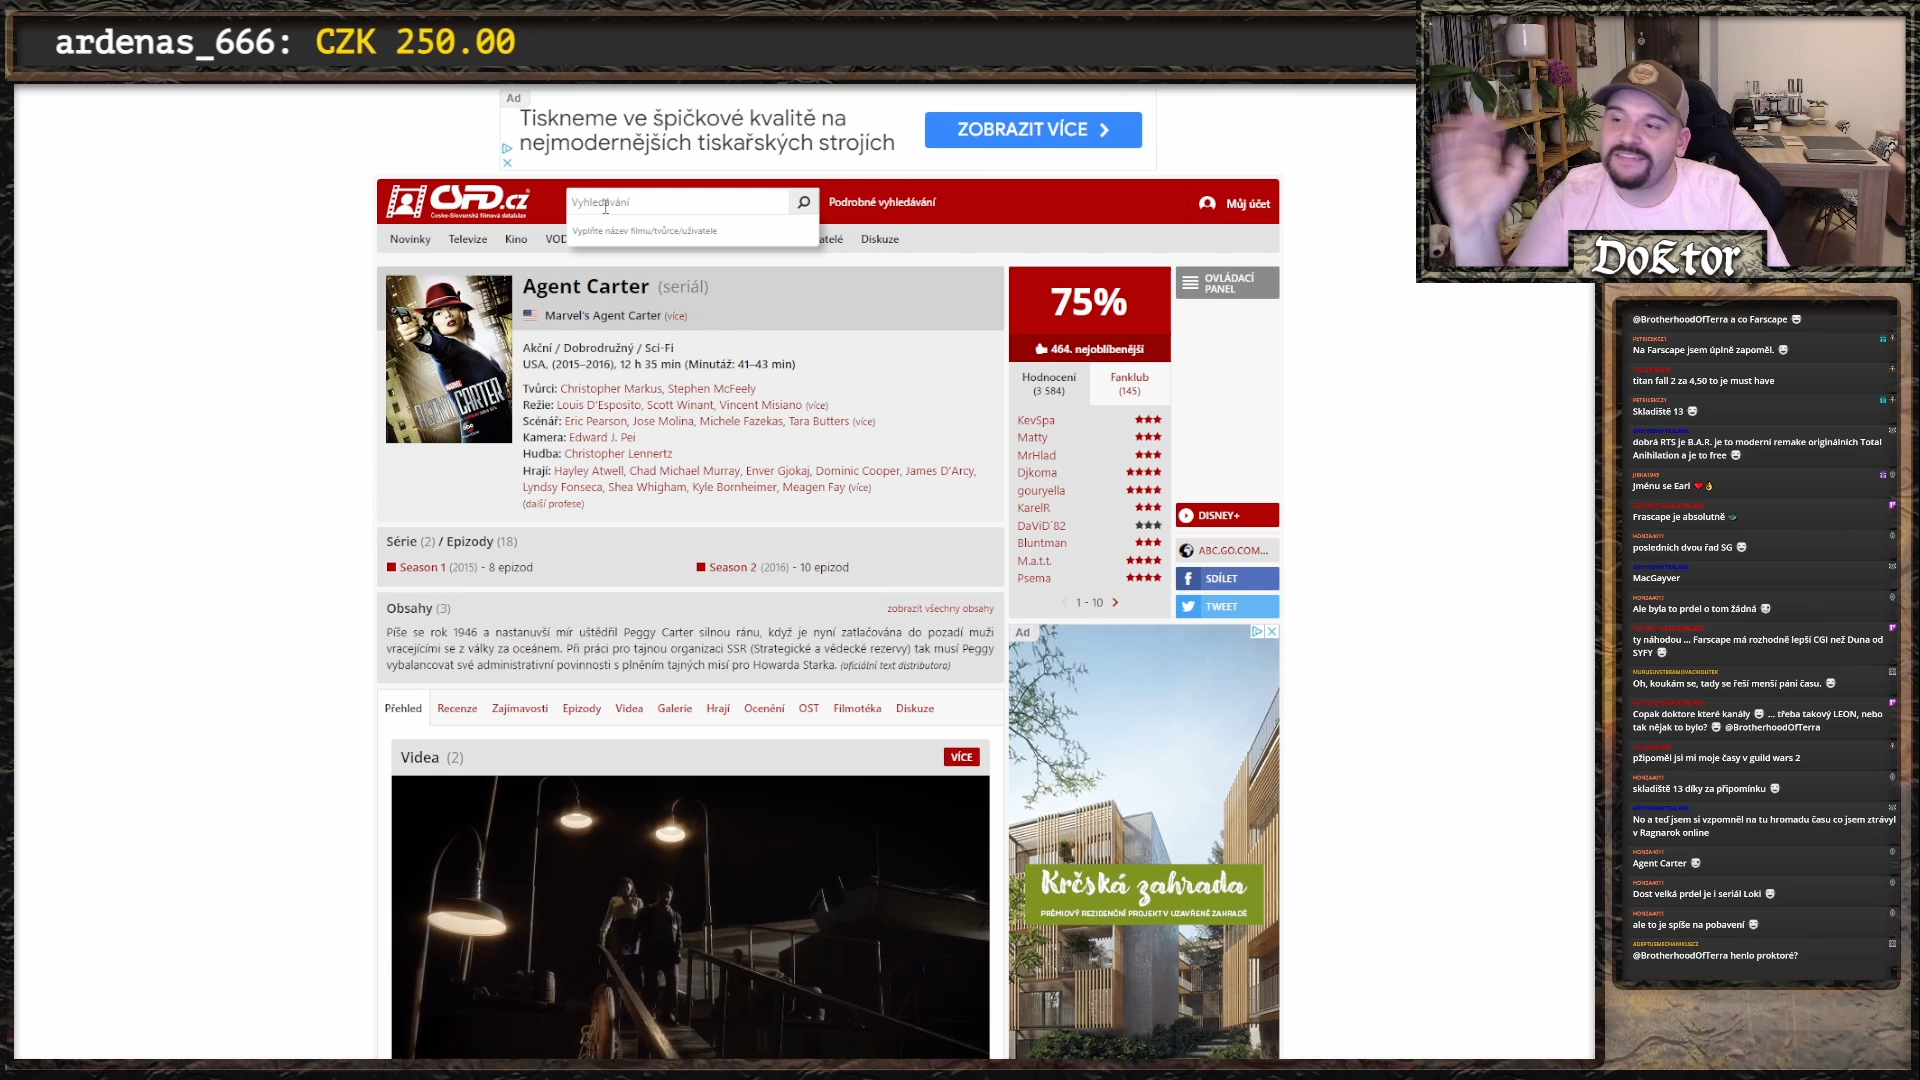 ardenas_666: CZK 250.00
Ad
Tiskneme ve špičkové kvalitě na
nejmodernějších tiskařských strojích
ZOBRAZIT VÍCE
ČSFD.cz
Česko-Slovenská filmová databáze
Vyhledávání
Podrobné vyhledávání
Můj účet
Vyplňte název filmu/tvůrce/uživatele
Novinky Televize Kino VOD atelé Diskuze
Agent Carter (seriál)
Marvel's Agent Carter (více)
Akční / Dobrodružný / Sci-Fi
USA, (2015–2016), 12 h 35 min (Minutáž: 41–43 min)
Tvůrci: Christopher Markus, Stephen McFeely
Režie: Louis D'Esposito, Scott Winant, Vincent Misiano (více)
Scénář: Eric Pearson, Jose Molina, Michele Fazekas, Tara Butters (více)
Kamera: Edward J. Pei
Hudba: Christopher Lennertz
Hrají: Hayley Atwell, Chad Michael Murray, Enver Gjokaj, Dominic Cooper, James D'Arcy,
Lyndsy Fonseca, Shea Whigham, Kyle Bornheimer, Meagen Fay (více)
(další profese)
75%
464. nejoblíbenější
Hodnocení
(3 584)
Fanklub
(145)
KevSpa
Matty
MrHlad
Djkoma
gouryella
KarelR
DaViD´82
Bluntman
M.a.t.t.
Psema
1 - 10
OVLÁDACÍ
PANEL
DISNEY+
ABC.GO.COM...
SDÍLET
TWEET
Série (2) / Epizody (18)
Season 1 (2015) - 8 epizod
Season 2 (2016) - 10 epizod
Obsahy (3)
zobrazit všechny obsahy
Píše se rok 1946 a nastanuvší mír uštědřil Peggy Carter silnou ránu, když je nyní zatlačována do pozadí muži
vracejícími se z války za oceánem. Při práci pro tajnou organizaci SSR (Strategické a vědecké rezervy) tak musí Peggy
vybalancovat své administrativní povinnosti s plněním tajných misí pro Howarda Starka. (oficiální text distributora)
Přehled Recenze Zajímavosti Epizody Videa Galerie Hrají Ocenění OST Filmotéka Diskuze
Videa (2)
VÍCE
Ad
Krčská zahrada
PRÉMIOVÝ REZIDENČNÍ PROJEKT V UZAVŘENÉ ZAHRADĚ
Doktor
@BrotherhoodOfTerra a co Farscape
PETRICEKCZ1
Na Farscape jsem úplně zapoměl.
titan fall 2 za 4,50 to je must have
PETRICEKCZ1
Skladiště 13
dobrá RTS je B.A.R. je to moderní remake originálních Total
Anihilation a je to free
JIRKA1945
Jménu se Earl
Frascape je absolutně
HONZA4011
posledních dvou řad SG
MacGayver
HONZA4011
Ale byla to prdel o tom žádná
ty náhodou ... Farscape má rozhodně lepší CGI než Duna od
SYFY
Oh, koukám se, tady se řeší menší páni času.
Copak doktore které kanály ... třeba takový LEON, nebo
tak nějak to bylo? @BrotherhoodOfTerra
pžipoměl jsi mi moje časy v guild wars 2
HONZA4011
skladiště 13 díky za připomínku
No a teď jsem si vzpomněl na tu hromadu času co jsem ztrávyl
v Ragnarok online
HONZA4011
Agent Carter
HONZA4011
Dost velká prdel je i seriál Loki
HONZA4011
ale to je spíše na pobavení
ADEPTUSMECHANIKUSCZ
@BrotherhoodOfTerra henlo proktoré?